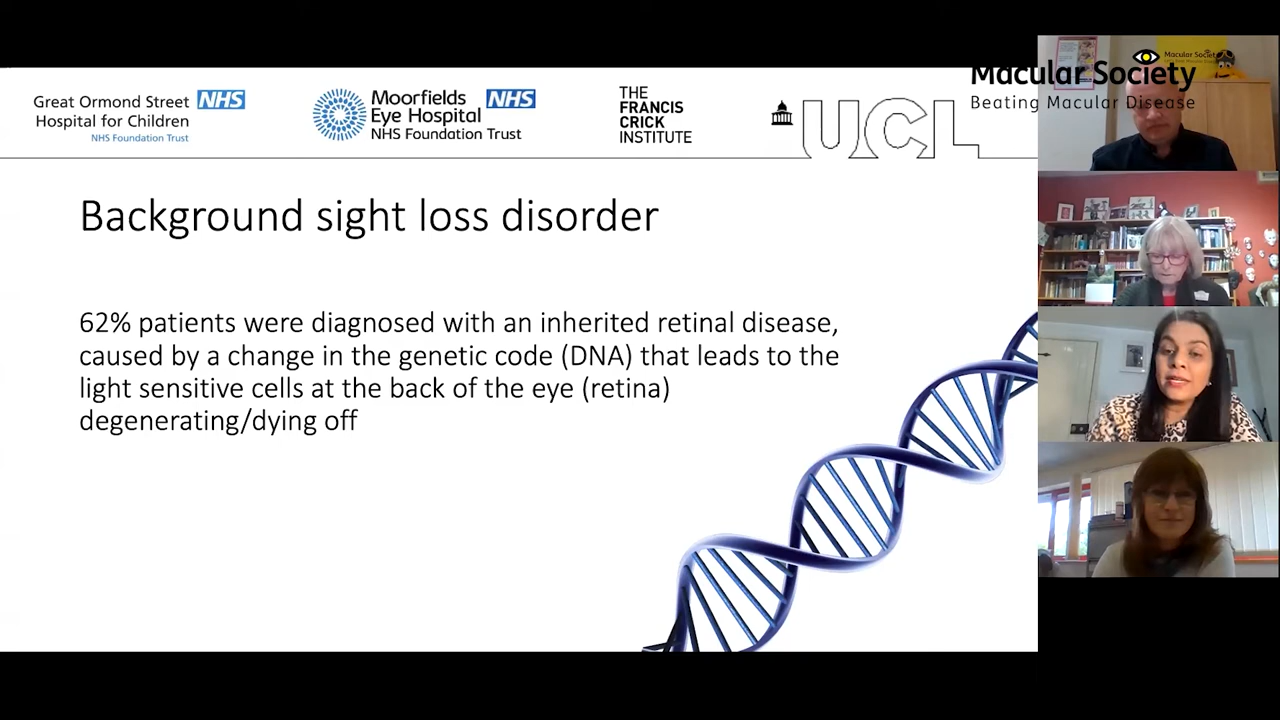 Great Ormond Street NHS
Hospital for Children
NHS Foundation Trust
Moorfields NHS
Eye Hospital
NHS Foundation Trust
THE
FRANCIS
CRICK
INSTITUTE
UCL
Macular Society
Beating Macular Disease
Macular Society
Background sight loss disorder
62% patients were diagnosed with an inherited retinal disease,
caused by a change in the genetic code (DNA) that leads to the
light sensitive cells at the back of the eye (retina)
degenerating/dying off